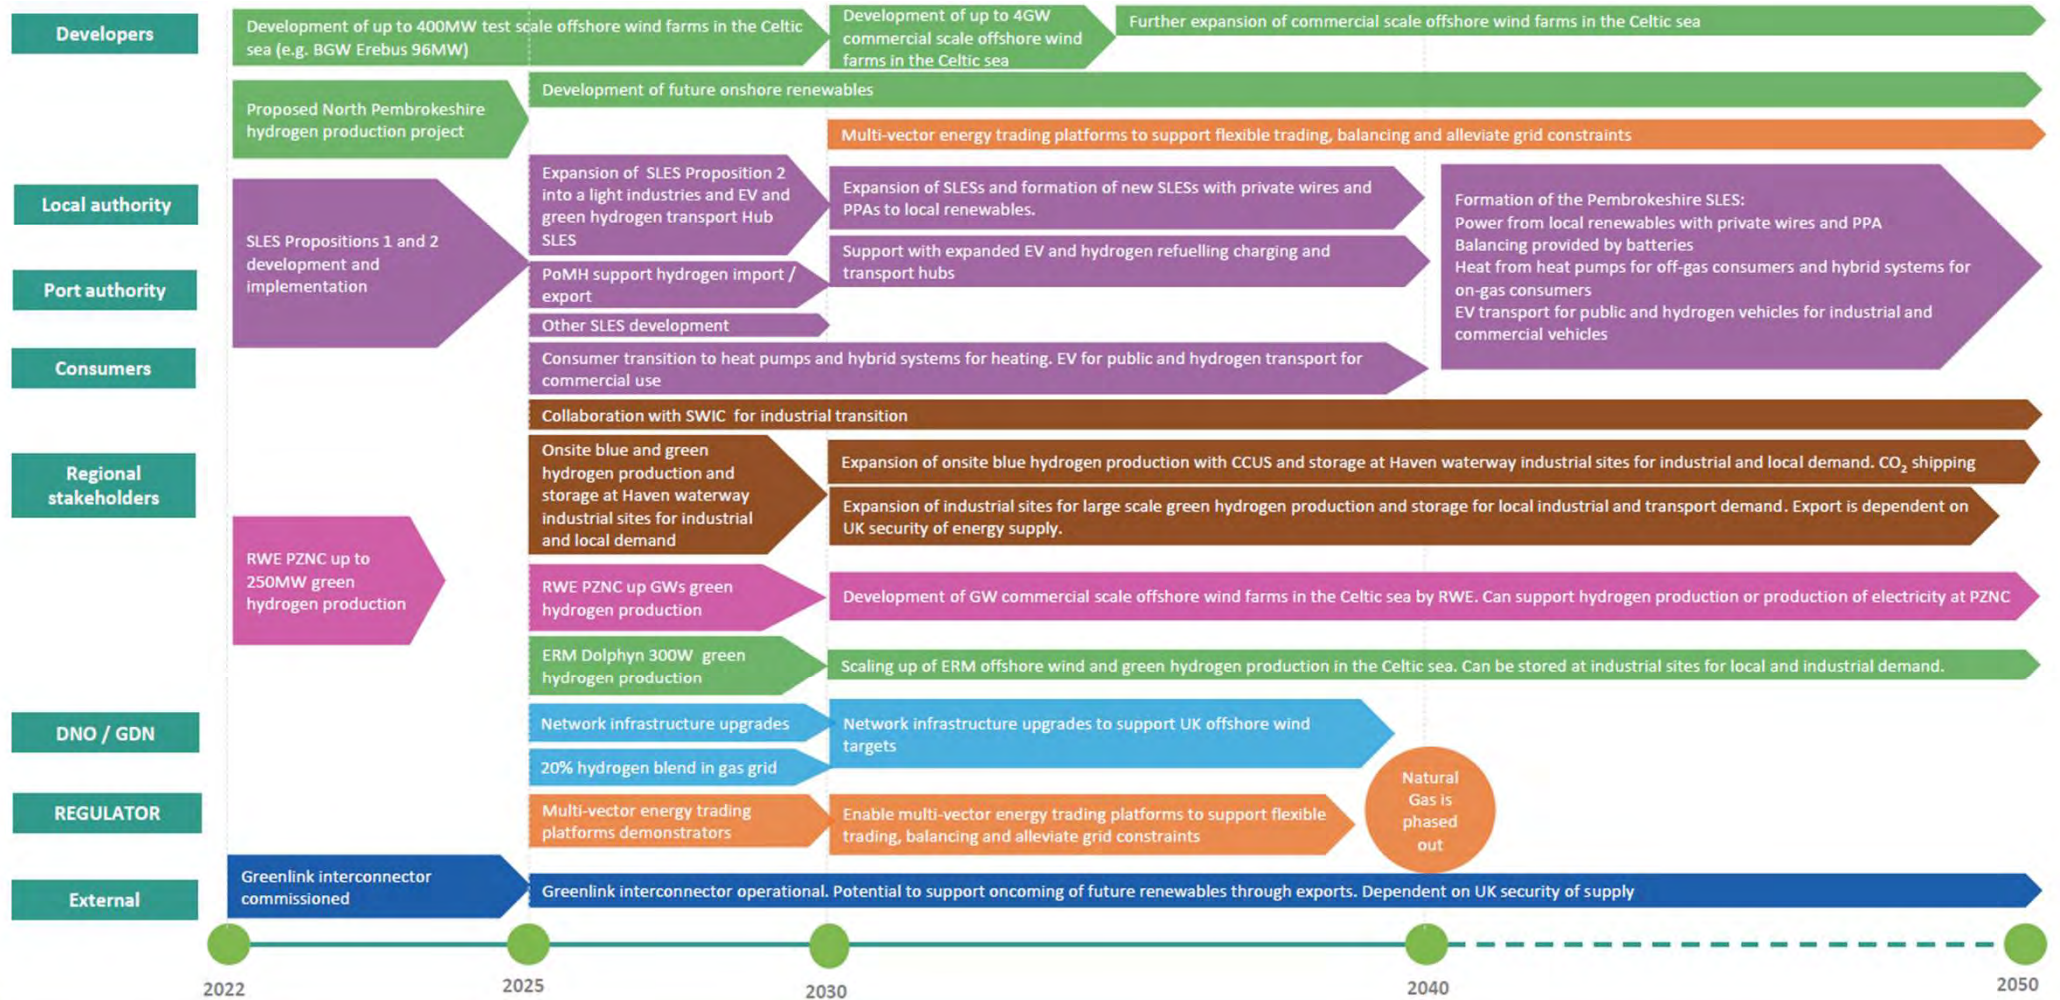 Developers
Development of up to 400MW test scale offshore wind farms in the Celtic
sea (e.g. BGW Erebus 96MW)
Development of up to 4GW
commercial scale offshore wind
farms in the Celtic sea
Further expansion of commercial scale offshore wind farms in the Celtic sea
Proposed North Pembrokeshire
hydrogen production project
Development of future onshore renewables
Multi-vector energy trading platforms to support flexible trading, balancing and alleviate grid constraints
Local authority
Port authority
Consumers
SLES Propositions 1 and 2
development and
implementation
Expansion of SLES Proposition 2
into a light industries and EV and
green hydrogen transport Hub
SLES
PoMH support hydrogen import /
export
Other SLES development
Expansion of SLESs and formation of new SLESs with private wires and
PPAs to local renewables.
Support with expanded EV and hydrogen refuelling charging and
transport hubs
Consumer transition to heat pumps and hybrid systems for heating. EV for public and hydrogen transport for
commercial use
Formation of the Pembrokeshire SLES:
Power from local renewables with private wires and PPA
Balancing provided by batteries
Heat from heat pumps for off-gas consumers and hybrid systems for
on-gas consumers
EV transport for public and hydrogen vehicles for industrial and
commercial vehicles
Regional
stakeholders
Collaboration with SWIC for industrial transition
Onsite blue and green
hydrogen production and
storage at Haven waterway
industrial sites for industrial
and local demand
Expansion of onsite blue hydrogen production with CCUS and storage at Haven waterway industrial sites for industrial and local demand. CO₂ shipping
Expansion of industrial sites for large scale green hydrogen production and storage for local industrial and transport demand. Export is dependent on
UK security of energy supply.
RWE PZNC up to
250MW green
hydrogen production
RWE PZNC up GWs green
hydrogen production
Development of GW commercial scale offshore wind farms in the Celtic sea by RWE. Can support hydrogen production or production of electricity at PZNC
ERM Dolphyn 300W green
hydrogen production
Scaling up of ERM offshore wind and green hydrogen production in the Celtic sea. Can be stored at industrial sites for local and industrial demand.
DNO / GDN
Network infrastructure upgrades
20% hydrogen blend in gas grid
Network infrastructure upgrades to support UK offshore wind
targets
REGULATOR
Multi-vector energy trading
platforms demonstrators
Enable multi-vector energy trading platforms to support flexible
trading, balancing and alleviate grid constraints
Natural
Gas is
phased
out
External
Greenlink interconnector
commissioned
Greenlink interconnector operational. Potential to support oncoming of future renewables through exports. Dependent on UK security of supply
2022
2025
2030
2040
2050